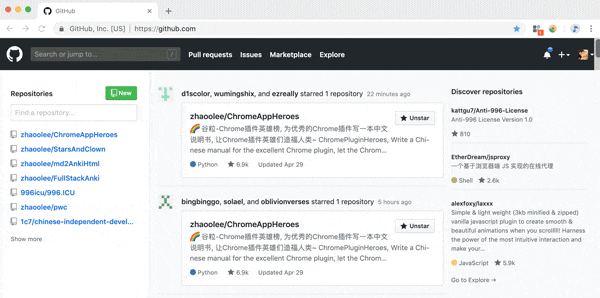 GitHub
GitHub, Inc. [US] | https://github.com
Search or jump to...
/
Pull requests Issues Marketplace Explore
Repositories
New
Find a repository...
zhaoolee/ChromeAppHeroes
zhaoolee/StarsAndClown
zhaoolee/md2AnkiHtml
zhaoolee/FullStackAnki
996icu/996.ICU
zhaoolee/pwc
1c7/chinese-independent-devel...
Show more
d1scolor, wumingshix, and ezreally starred 1 repository 22 minutes ago
zhaoolee/ChromeAppHeroes
Unstar
🌈谷粒-Chrome插件英雄榜, 为优秀的Chrome插件写一本中文
说明书, 让Chrome插件英雄们造福人类~ ChromePluginHeroes, Write a Chi-
nese manual for the excellent Chrome plugin, let the Chrom...
Python 6.9k Updated Apr 29
bingbinggo, solael, and oblivionverses starred 1 repository 5 hours ago
zhaoolee/ChromeAppHeroes
Unstar
🌈谷粒-Chrome插件英雄榜, 为优秀的Chrome插件写一本中文
说明书, 让Chrome插件英雄们造福人类~ ChromePluginHeroes, Write a Chi-
nese manual for the excellent Chrome plugin, let the Chrom...
Python 6.9k Updated Apr 29
Discover repositories
kattgu7/Anti-996-License
Anti-996 License Version 1.0
810
EtherDream/jsproxy
一个基于浏览器端 JS 实现的在线代理
Shell 2.6k
alexfoxy/laxxx
Simple & light weight (3kb minified & zipped)
vanilla javascript plugin to create smooth &
beautiful animations when you scrolllll! Harness
the power of the most intuitive interaction and
make your...
JavaScript 5.9k
Go to Explore →